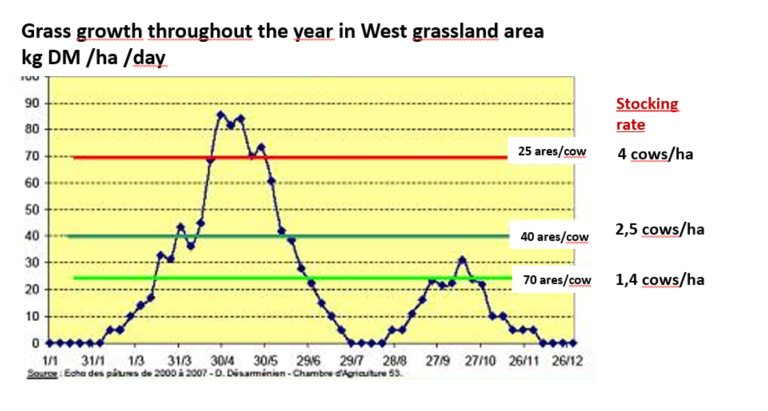 Grass growth throughout the year in West grassland area
kg DM /ha /day
100
90
80
70
60
50
40
30
20
10
0
1/1 31/1 1/3 31/3 30/4 30/5 29/6 29/7 28/8 27/9 27/10 26/11 26/12
25 ares/cow
40 ares/cow
70 ares/cow
Stocking
rate
4 cows/ha
2,5 cows/ha
1,4 cows/ha
Source : Echo des pâtures de 2000 à 2007 - D. Désarménien - Chambre d'Agriculture 53.